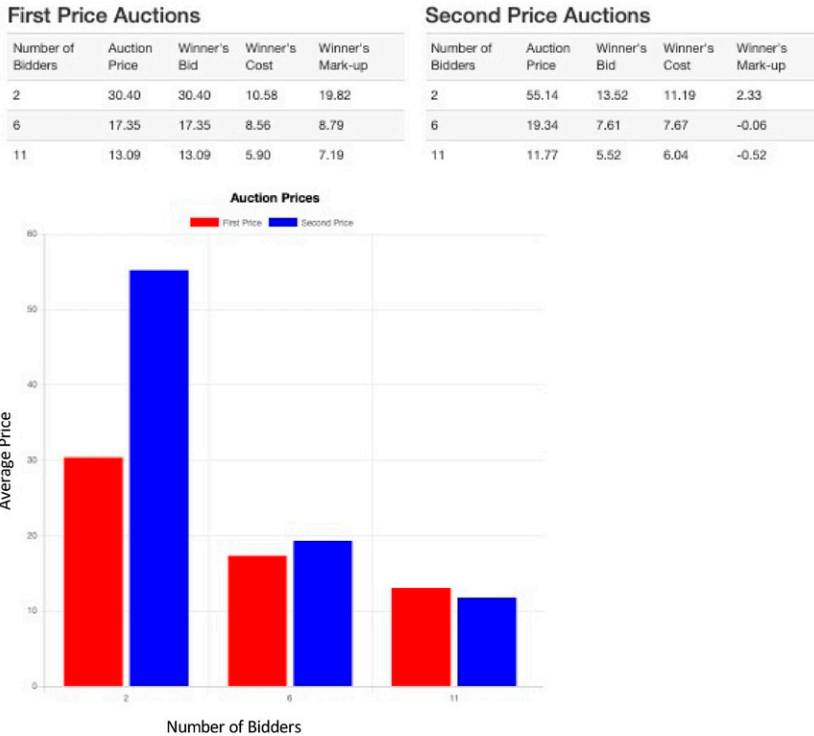 First Price Auctions
Number of Bidders Auction Price Winner's Bid Winner's Cost Winner's Mark-up
2 30.40 30.40 10.58 19.82
6 17.35 17.35 8.56 8.79
11 13.09 13.09 5.90 7.19
Second Price Auctions
Number of Bidders Auction Price Winner's Bid Winner's Cost Winner's Mark-up
2 55.14 13.52 11.19 2.33
6 19.34 7.61 7.67 -0.06
11 11.77 5.52 6.04 -0.52
Auction Prices
First Price Second Price
60
50
40
30
20
10
0
Average Price
2 6 11
Number of Bidders